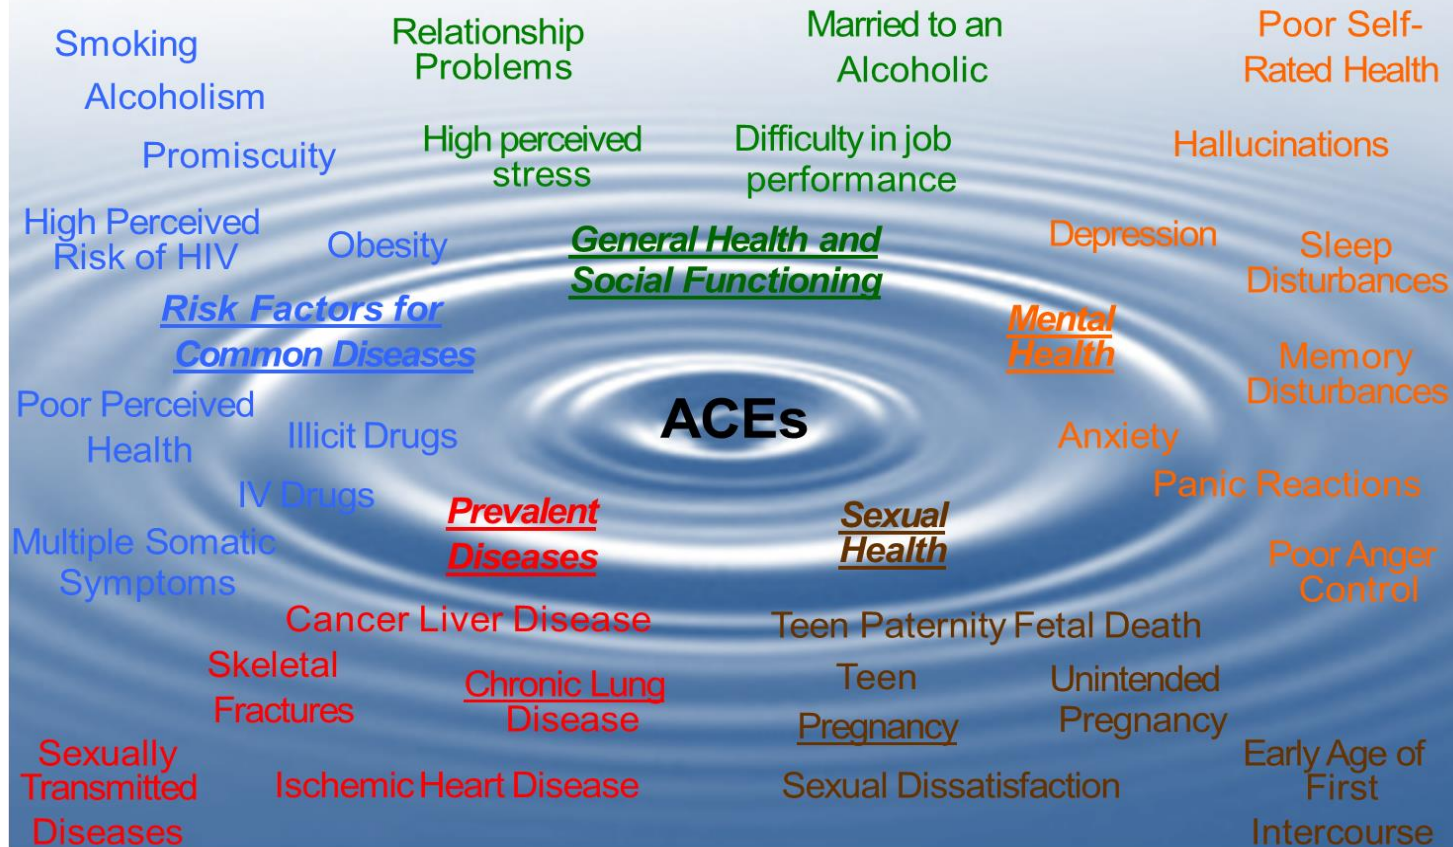 Smoking
Alcoholism
Promiscuity
High Perceived
Risk of HIV
Obesity
Risk Factors for
Common Diseases
Poor Perceived
Health
Illicit Drugs
IV Drugs
Multiple Somatic
Symptoms
Relationship
Problems
Married to an
Alcoholic
High perceived
stress
Difficulty in job
performance
General Health and
Social Functioning
Poor Self-
Rated Health
Hallucinations
Depression
Sleep
Disturbances
Mental
Health
Memory
Disturbances
Anxiety
Panic Reactions
Poor Anger
Control
ACEs
Prevalent
Diseases
Cancer Liver Disease
Skeletal
Fractures
Chronic Lung
Disease
Sexually
Transmitted
Diseases
Ischemic Heart Disease
Sexual
Health
Teen Paternity Fetal Death
Teen
Pregnancy
Unintended
Pregnancy
Sexual Dissatisfaction
Early Age of
First
Intercourse